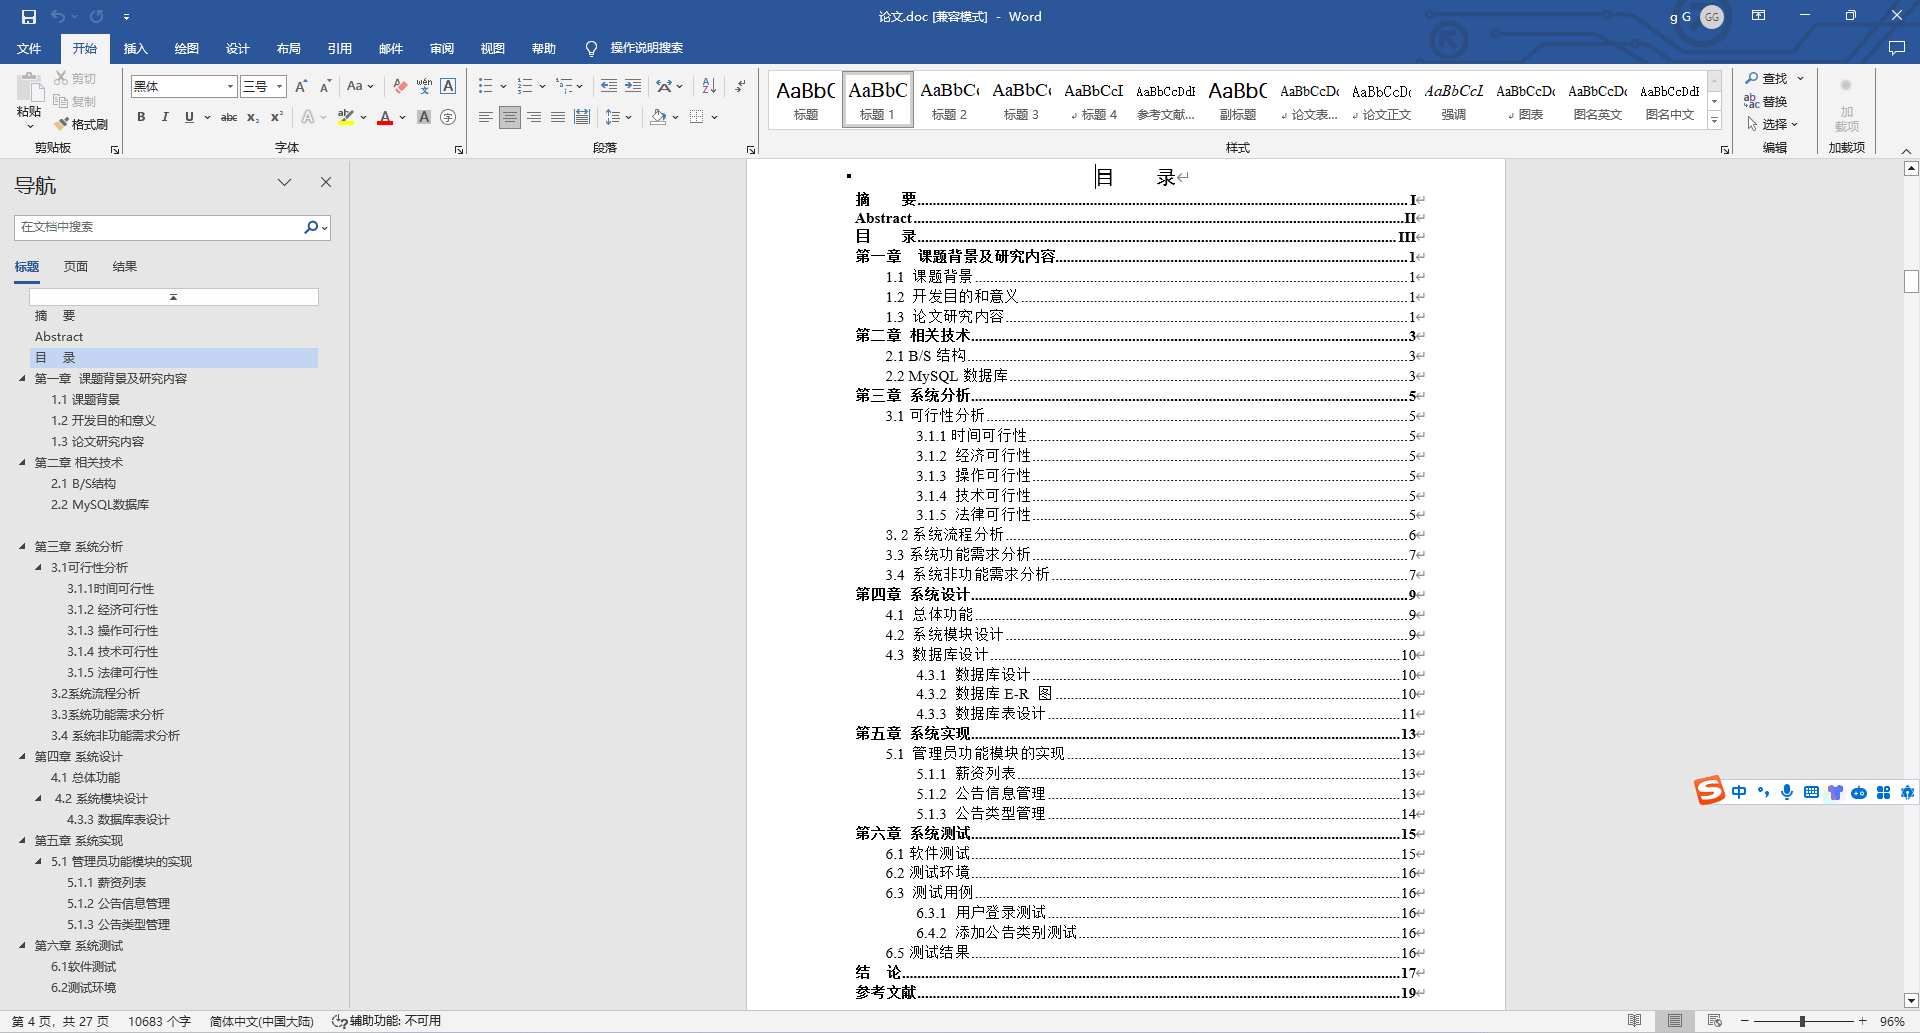 论文.doc [兼容模式] - Word
g G
GG
文件 开始 插入 绘图 设计 布局 引用 邮件 审阅 视图 帮助 操作说明搜索
粘贴
剪切
复制
格式刷
剪贴板
黑体 三号
字体
段落
AaBbC AaBbC AaBbC AaBbC AaBbCcI AaBbCcDdE AaBbC AaBbCcDc AaBbCcDc AaBbCcL AaBbCcDc AaBbCcDc AaBbCcDdE
标题 标题 1 标题 2 标题 3 标题 4 参考文献... 副标题 论文表... 论文正文 强调 图表 图名英文 图名中文
样式
查找
替换
选择
编辑
加载项
加载项
导航
在文档中搜索
标题 页面 结果
摘 要
Abstract
目 录
第一章 课题背景及研究内容
1.1 课题背景
1.2 开发目的和意义
1.3 论文研究内容
第二章 相关技术
2.1 B/S结构
2.2 MySQL数据库
第三章 系统分析
3.1可行性分析
3.1.1时间可行性
3.1.2 经济可行性
3.1.3 操作可行性
3.1.4 技术可行性
3.1.5 法律可行性
3.2系统流程分析
3.3系统功能需求分析
3.4 系统非功能需求分析
第四章 系统设计
4.1 总体功能
4.2 系统模块设计
4.3.3 数据库表设计
第五章 系统实现
5.1 管理员功能模块的实现
5.1.1 薪资列表
5.1.2 公告信息管理
5.1.3 公告类型管理
第六章 系统测试
6.1软件测试
6.2测试环境
目 录
摘 要 I
Abstract II
目 录 III
第一章 课题背景及研究内容 1
1.1 课题背景 1
1.2 开发目的和意义 1
1.3 论文研究内容 1
第二章 相关技术 3
2.1 B/S 结构 3
2.2 MySQL 数据库 3
第三章 系统分析 5
3.1 可行性分析 5
3.1.1 时间可行性 5
3.1.2 经济可行性 5
3.1.3 操作可行性 5
3.1.4 技术可行性 5
3.1.5 法律可行性 5
3. 2 系统流程分析 6
3.3 系统功能需求分析 7
3.4 系统非功能需求分析 7
第四章 系统设计 9
4.1 总体功能 9
4.2 系统模块设计 9
4.3 数据库设计 10
4.3.1 数据库设计 10
4.3.2 数据库 E-R 图 10
4.3.3 数据库表设计 11
第五章 系统实现 13
5.1 管理员功能模块的实现 13
5.1.1 薪资列表 13
5.1.2 公告信息管理 13
5.1.3 公告类型管理 14
第六章 系统测试 15
6.1 软件测试 15
6.2 测试环境 16
6.3 测试用例 16
6.3.1 用户登录测试 16
6.4.2 添加公告类别测试 16
6.5 测试结果 16
结 论 17
参考文献 19
中
第 4 页，共 27 页 10683 个字 简体中文(中国大陆) 辅助功能: 不可用
96%